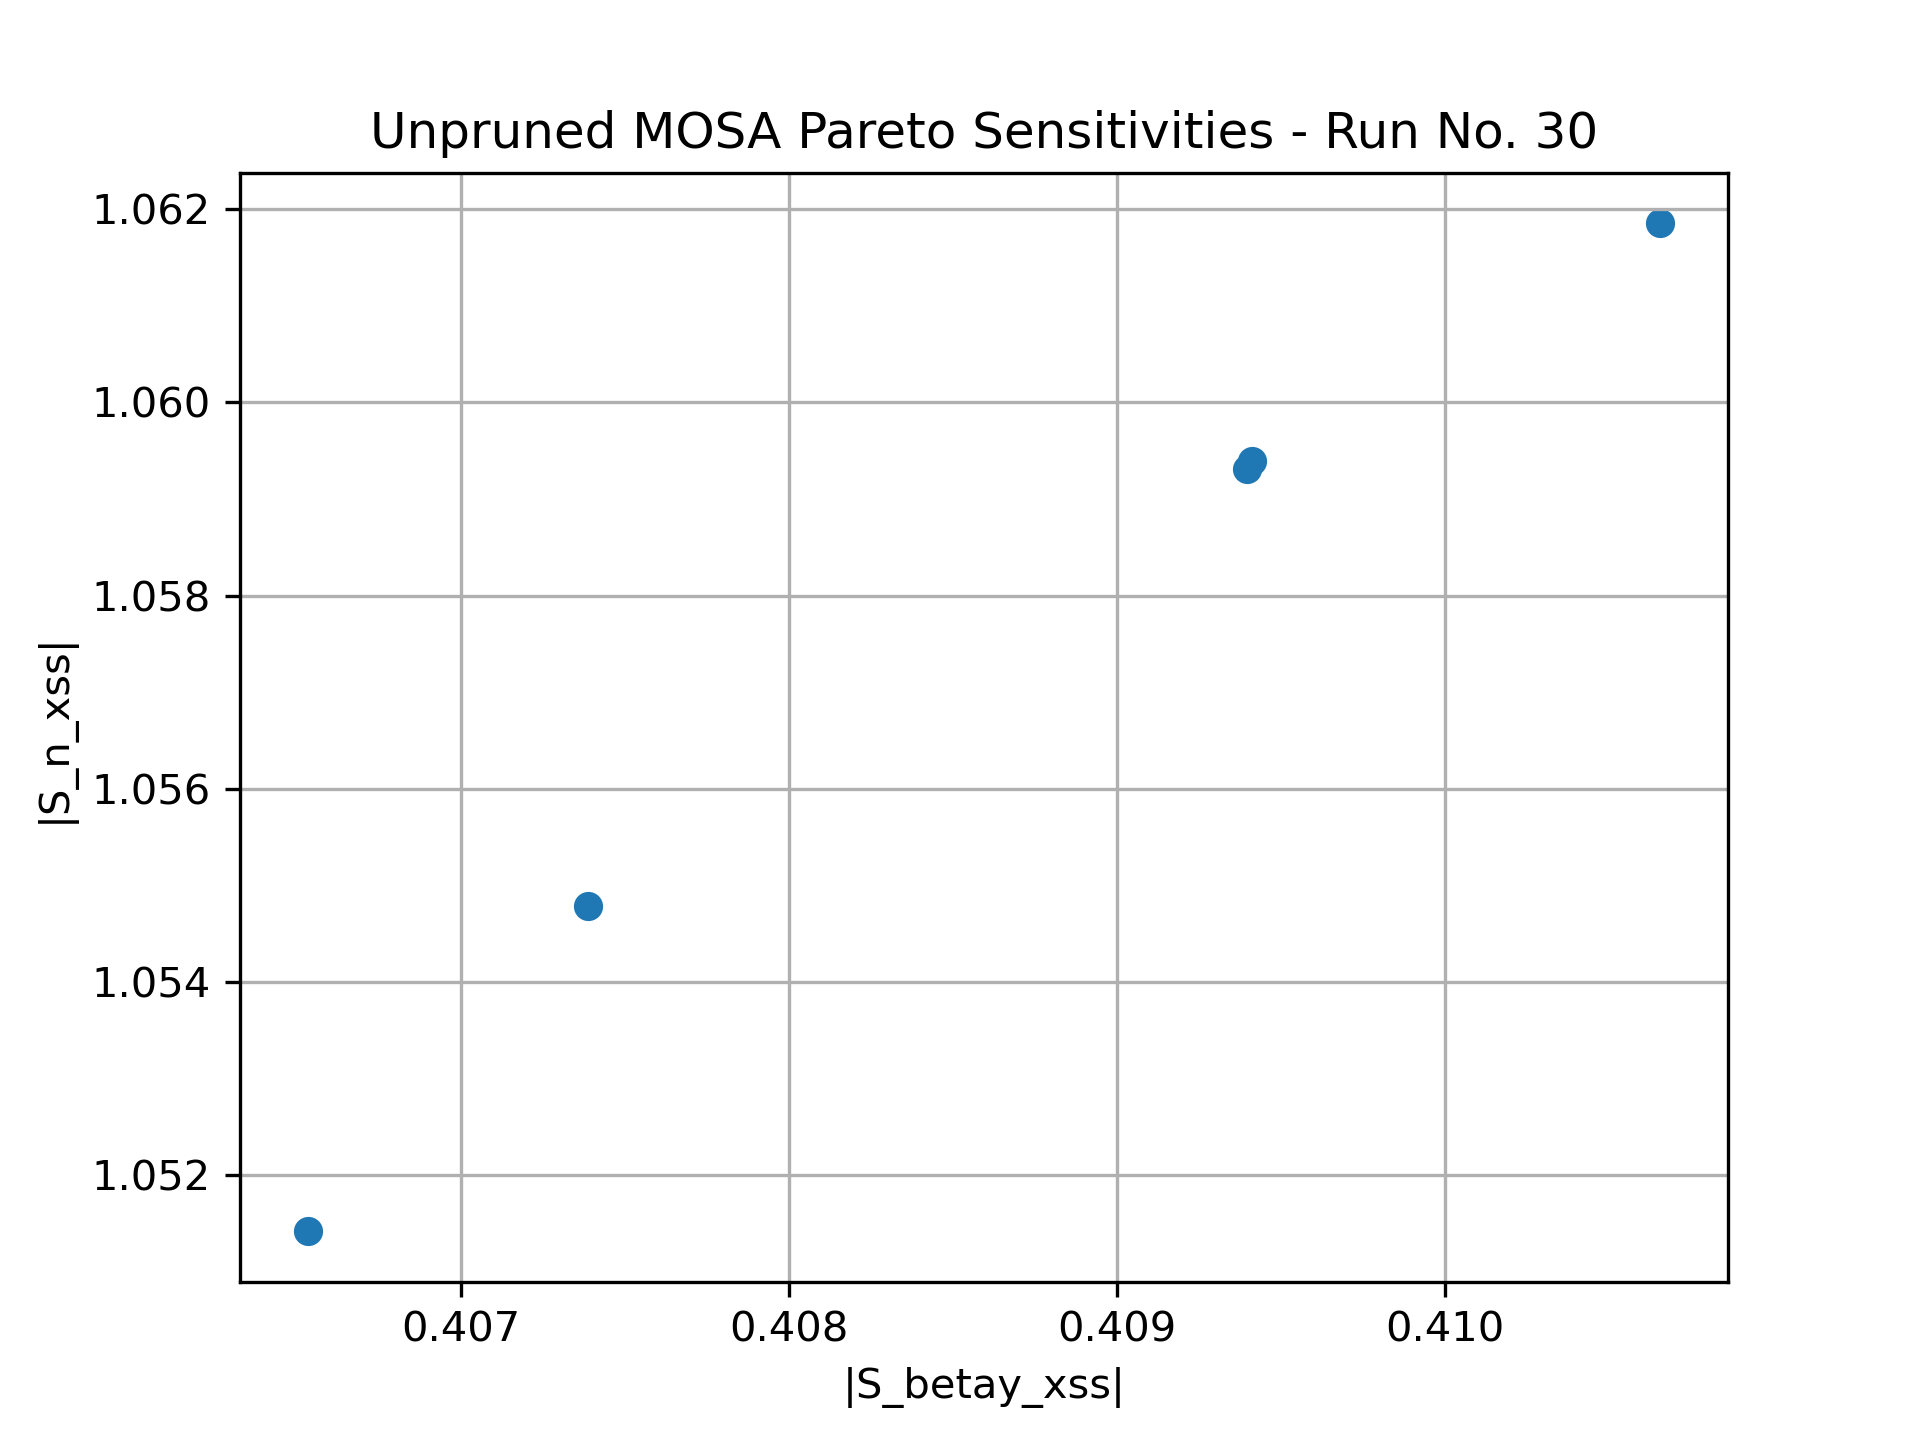 Unpruned MOSA Pareto Sensitivities - Run No. 30
1.062
1.060
1.058
1.056
1.054
1.052
|S_n_xss|
0.407 0.408 0.409 0.410
|S_betay_xss|